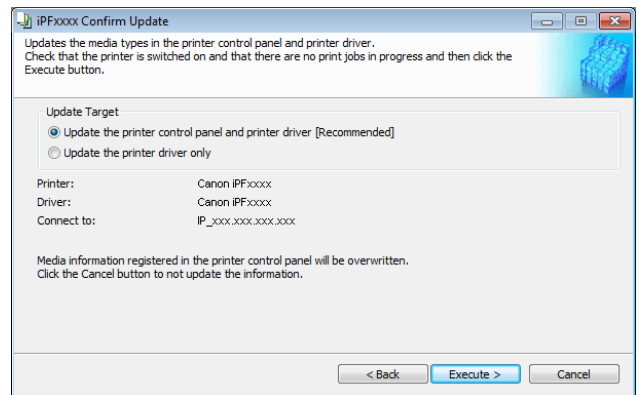 iPFxxxx Confirm Update
Updates the media types in the printer control panel and printer driver.
Check that the printer is switched on and that there are no print jobs in progress and then click the
Execute button.
Update Target
Update the printer control panel and printer driver [Recommended]
Update the printer driver only
Printer: Canon iPFxxxx
Driver: Canon iPFxxxx
Connect to: IP_xxx.xxx.xxx.xxx
Media information registered in the printer control panel will be overwritten.
Click the Cancel button to not update the information.
< Back Execute > Cancel